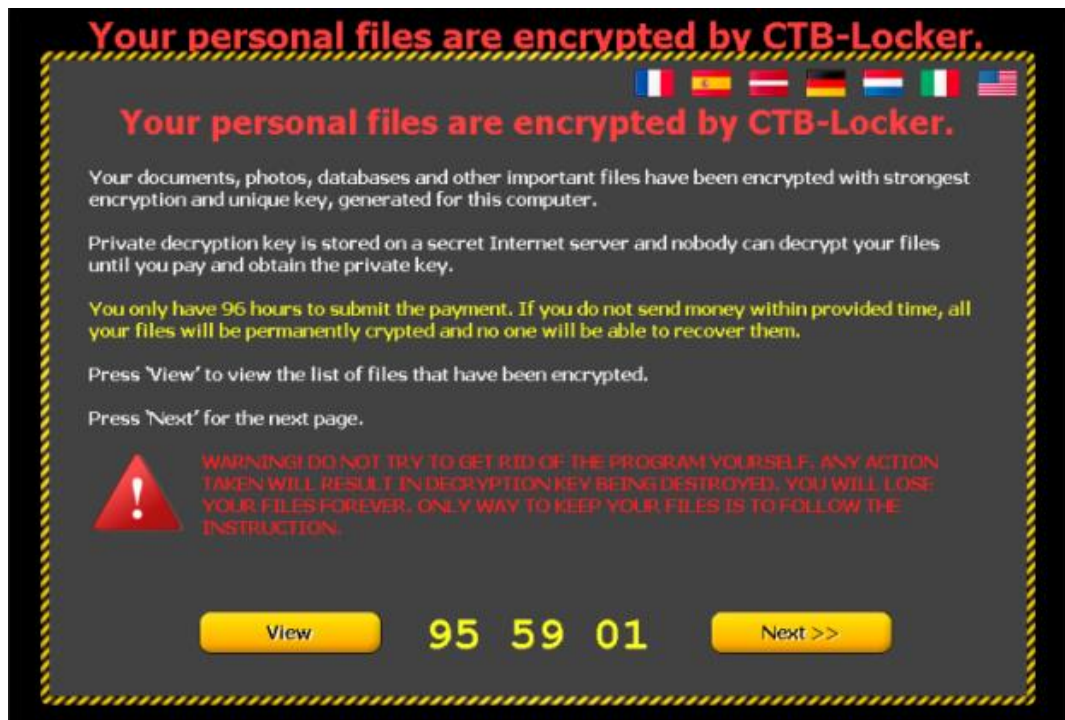 Your personal files are encrypted by CTB-Locker.
Your personal files are encrypted by CTB-Locker.
Your documents, photos, databases and other important files have been encrypted with strongest
encryption and unique key, generated for this computer.
Private decryption key is stored on a secret Internet server and nobody can decrypt your files
until you pay and obtain the private key.
You only have 96 hours to submit the payment. If you do not send money within provided time, all
your files will be permanently crypted and no one will be able to recover them.
Press 'View' to view the list of files that have been encrypted.
Press 'Next' for the next page.
WARNING! DO NOT TRY TO GET RID OF THE PROGRAM YOURSELF. ANY ACTION
TAKEN WILL RESULT IN DECRYPTION KEY BEING DESTROYED. YOU WILL LOSE
YOUR FILES FOREVER. ONLY WAY TO KEEP YOUR FILES IS TO FOLLOW THE
INSTRUCTION.
View 95 59 01 Next >>